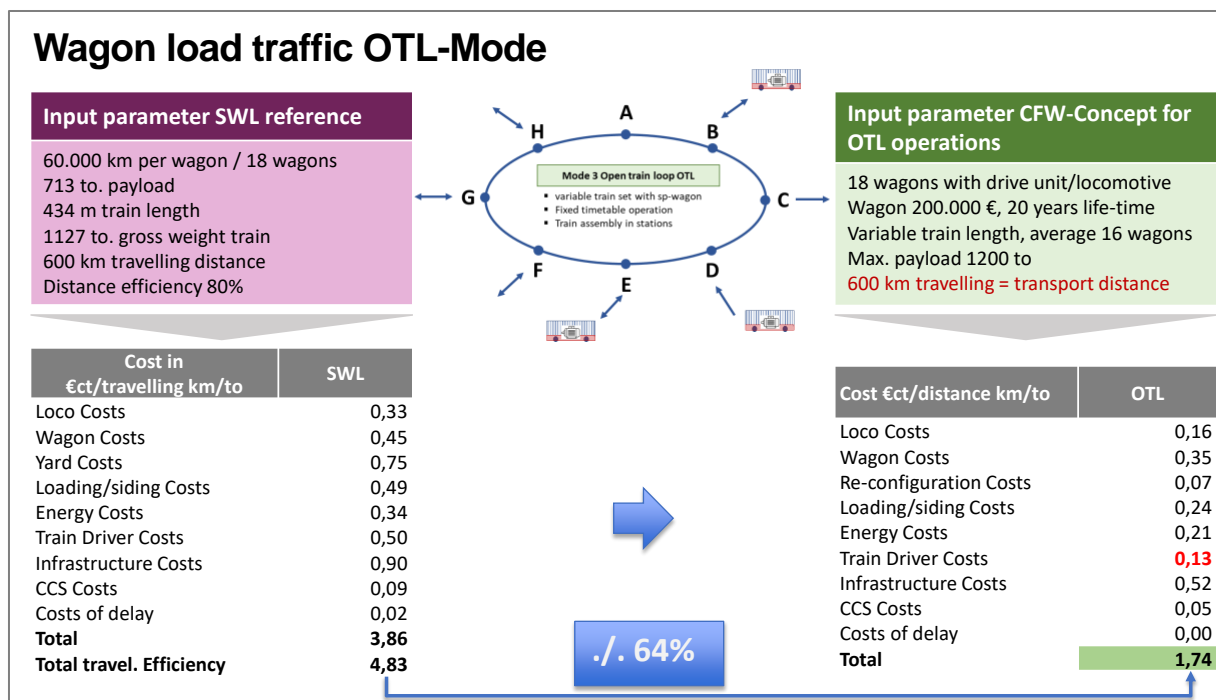 Wagon load traffic OTL-Mode
Input parameter SWL reference
60.000 km per wagon / 18 wagons
713 to. payload
434 m train length
1127 to. gross weight train
600 km travelling distance
Distance efficiency 80%
A
B
C
D
E
F
G
H
Mode 3 Open train loop OTL
▪ variable train set with sp-wagon
▪ Fixed timetable operation
▪ Train assembly in stations
Input parameter CFW-Concept for
OTL operations
18 wagons with drive unit/locomotive
Wagon 200.000 €, 20 years life-time
Variable train length, average 16 wagons
Max. payload 1200 to
600 km travelling = transport distance
Cost in
€ct/travelling km/to SWL
Loco Costs 0,33
Wagon Costs 0,45
Yard Costs 0,75
Loading/siding Costs 0,49
Energy Costs 0,34
Train Driver Costs 0,50
Infrastructure Costs 0,90
CCS Costs 0,09
Costs of delay 0,02
Total 3,86
Total travel. Efficiency 4,83
./. 64%
Cost €ct/distance km/to OTL
Loco Costs 0,16
Wagon Costs 0,35
Re-configuration Costs 0,07
Loading/siding Costs 0,24
Energy Costs 0,21
Train Driver Costs 0,13
Infrastructure Costs 0,52
CCS Costs 0,05
Costs of delay 0,00
Total 1,74